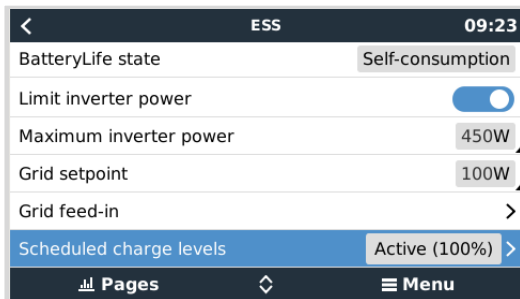 ESS 09:23
BatteryLife state Self-consumption
Limit inverter power
Maximum inverter power 450W
Grid setpoint 100W
Grid feed-in
Scheduled charge levels Active (100%)
Pages Menu